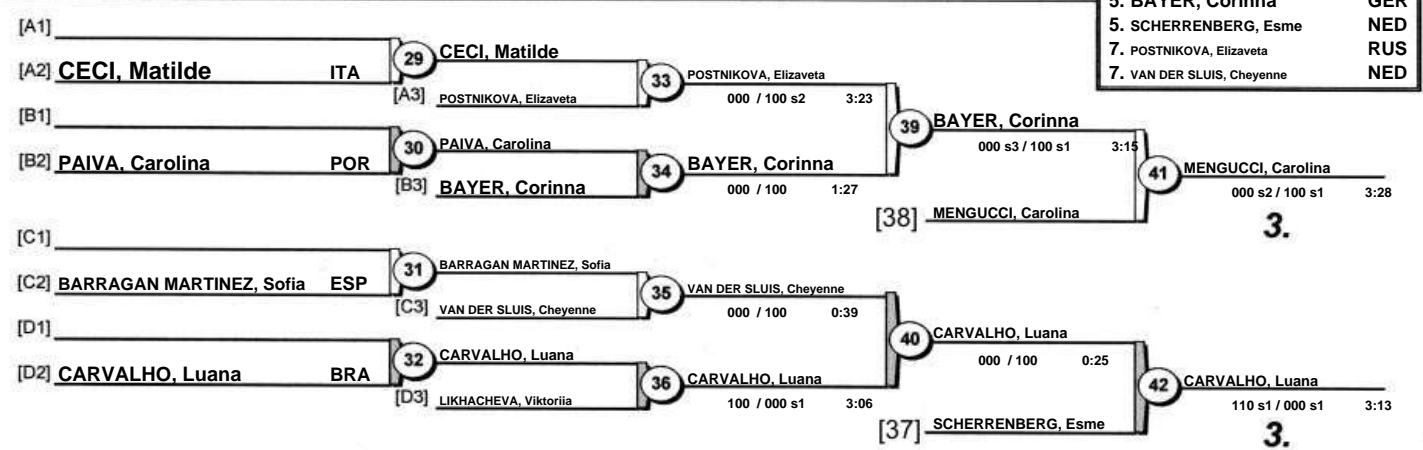 5. BAYER, Corinna GER
5. SCHERRENBERG, Esme NED
7. POSTNIKOVA, Elizaveta RUS
7. VAN DER SLUIS, Cheyenne NED
[A1]
[A2] CECI, Matilde ITA
29
CECI, Matilde
[A3] POSTNIKOVA, Elizaveta
33
POSTNIKOVA, Elizaveta
000 / 100 s2 3:23
[B1]
[B2] PAIVA, Carolina POR
30
PAIVA, Carolina
[B3] BAYER, Corinna
34
BAYER, Corinna
000 / 100 1:27
39
BAYER, Corinna
000 s3 / 100 s1 3:15
[38] MENGUCCI, Carolina
41
MENGUCCI, Carolina
000 s2 / 100 s1 3:28
3.
[C1]
[C2] BARRAGAN MARTINEZ, Sofia ESP
31
BARRAGAN MARTINEZ, Sofia
[C3] VAN DER SLUIS, Cheyenne
35
VAN DER SLUIS, Cheyenne
000 / 100 0:39
[D1]
[D2] CARVALHO, Luana BRA
32
CARVALHO, Luana
[D3] LIKHACHEVA, Viktoriia
36
CARVALHO, Luana
100 / 000 s1 3:06
40
CARVALHO, Luana
000 / 100 0:25
[37] SCHERRENBERG, Esme
42
CARVALHO, Luana
110 s1 / 000 s1 3:13
3.